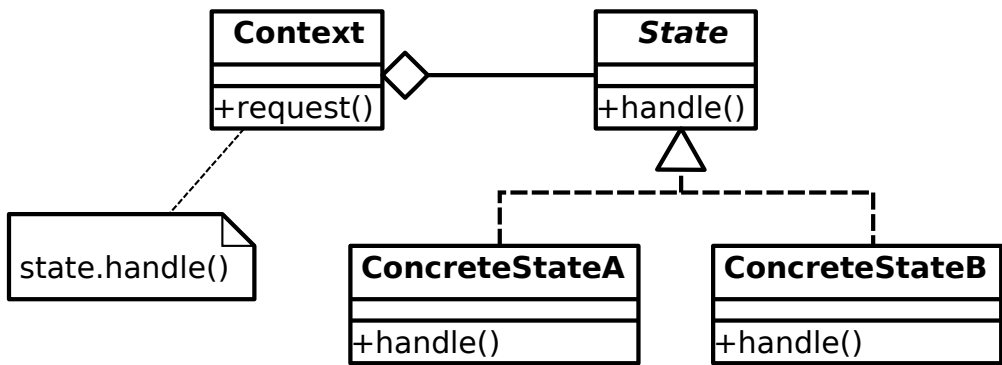 Context
+request()
State
+handle()
state.handle()
ConcreteStateA
+handle()
ConcreteStateB
+handle()